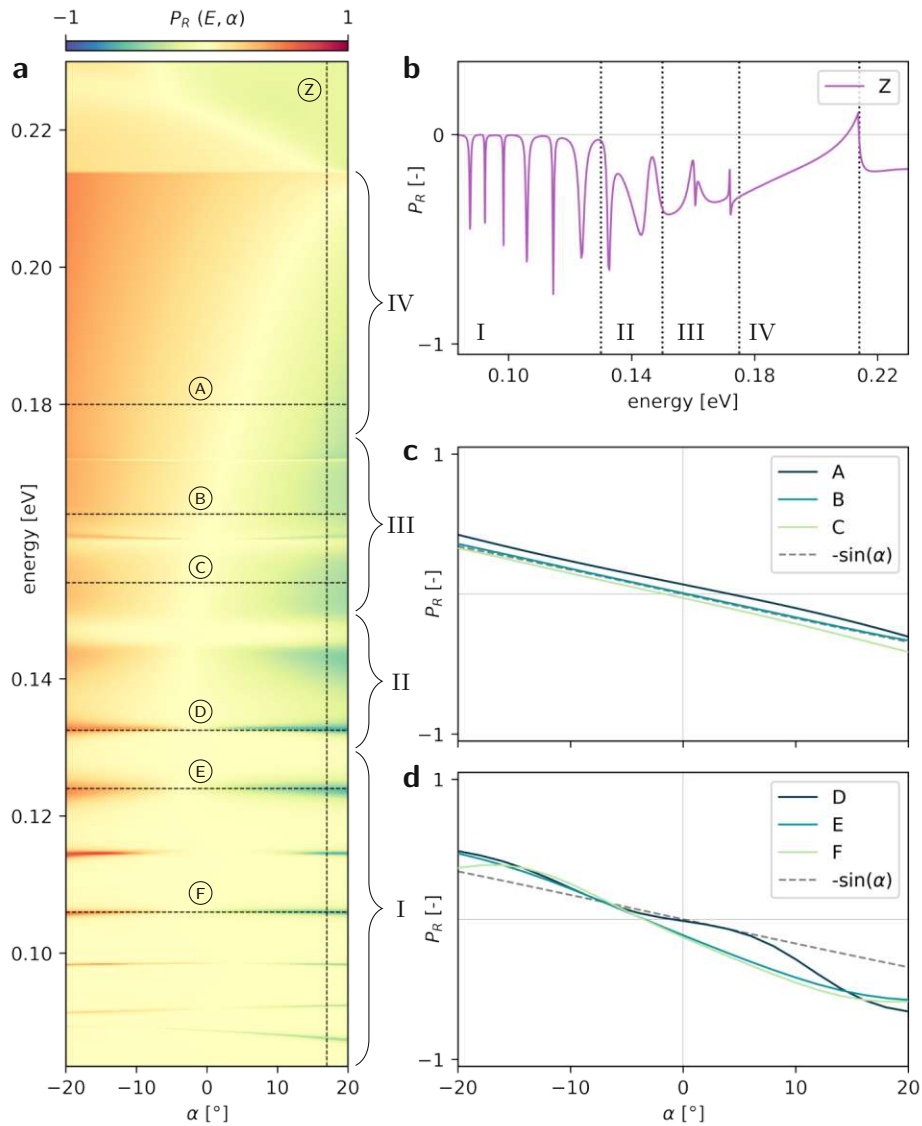 −1 P_R (E, α) 1
a
Z
0.22
0.20
0.18
0.16
0.14
0.12
0.10
energy [eV]
A
B
C
D
E
F
IV
III
II
I
−20 −10 0 10 20
α [°]
b
Z
0
−1
P_R [-]
I II III IV
0.10 0.14 0.18 0.22
energy [eV]
c
A
B
C
-sin(α)
1
−1
P_R [-]
d
D
E
F
-sin(α)
1
−1
P_R [-]
−20 −10 0 10 20
α [°]